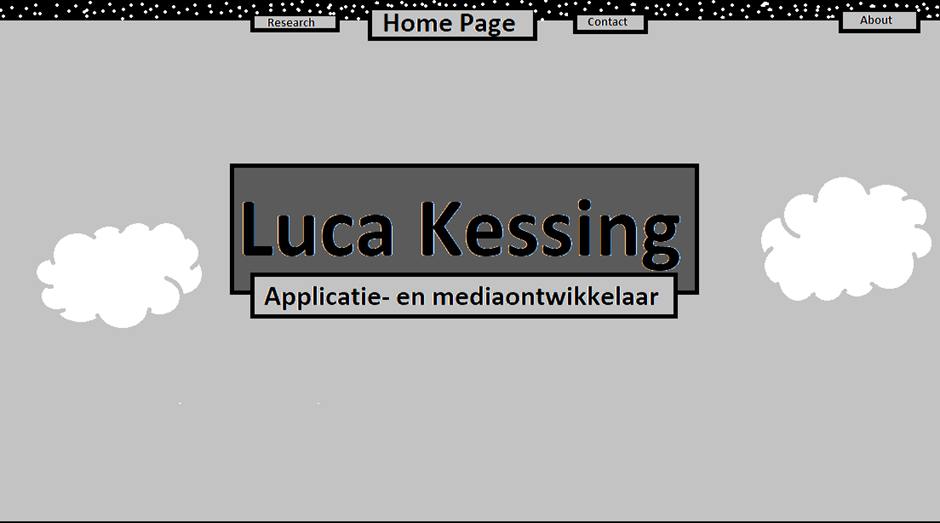 Research
Home Page
Contact
About
Luca Kessing
Applicatie- en mediaontwikkelaar